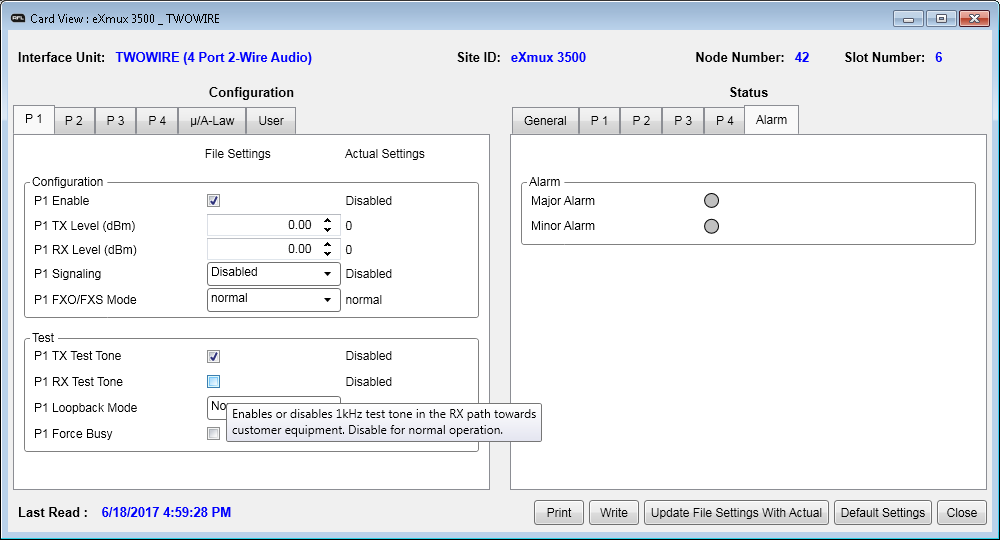 AFL Card View : eXmux 3500 _ TWOWIRE
Interface Unit: TWOWIRE (4 Port 2-Wire Audio) Site ID: eXmux 3500 Node Number: 42 Slot Number: 6
Configuration Status
P 1 P 2 P 3 P 4 µ/A-Law User General P 1 P 2 P 3 P 4 Alarm
File Settings Actual Settings
Configuration Alarm
P1 Enable Disabled Major Alarm
P1 TX Level (dBm) 0.00 0 Minor Alarm
P1 RX Level (dBm) 0.00 0
P1 Signaling Disabled Disabled
P1 FXO/FXS Mode normal normal
Test
P1 TX Test Tone Disabled
P1 RX Test Tone Disabled
P1 Loopback Mode
Enables or disables 1kHz test tone in the RX path towards
customer equipment. Disable for normal operation.
P1 Force Busy
Last Read : 6/18/2017 4:59:28 PM Print Write Update File Settings With Actual Default Settings Close